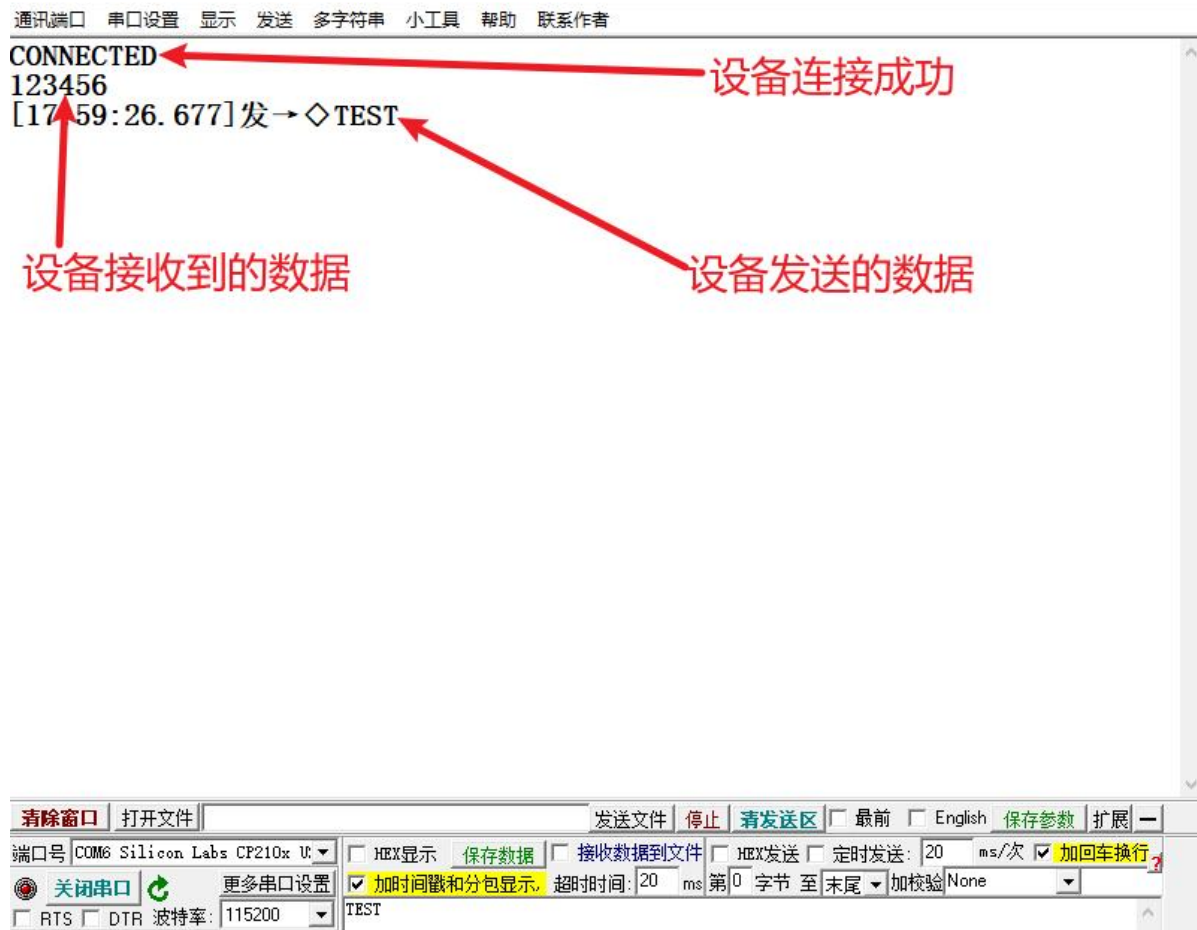 通讯端口 串口设置 显示 发送 多字符串 小工具 帮助 联系作者
CONNECTED
设备连接成功
123456
[17:59:26.677]发→◇TEST
设备接收到的数据
设备发送的数据
清除窗口 打开文件 发送文件 停止 清发送区 最前 English 保存参数 扩展 —
端口号 COM6 Silicon Labs CP210x U HEX显示 保存数据 接收数据到文件 HEX发送 定时发送: 20 ms/次 加回车换行 ?
关闭串口 更多串口设置 加时间戳和分包显示, 超时时间: 20 ms 第 0 字节 至 末尾 加校验 None
RTS DTR 波特率: 115200 TEST